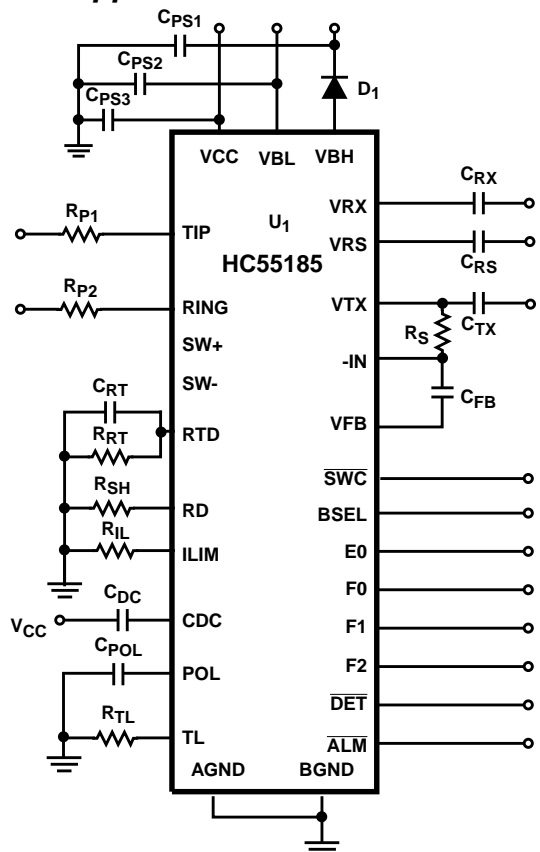 CPS1
CPS2
D1
CPS3
VCC VBL VBH
CRX
VRX
RP1
U1
TIP
VRS
CRS
HC55185
RP2
VTX
RING
RS
CTX
SW+
-IN
SW-
CRT
CFB
VFB
RTD
RRT
SWC
RSH
RD
BSEL
RIL
ILIM
E0
CDC
F0
VCC
CDC
CPOL
F1
POL
F2
RTL
DET
TL
ALM
AGND BGND